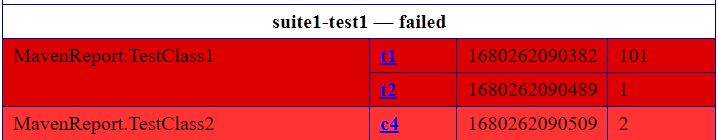 suite1-test1 — failed
MavenReport.TestClass1 t1 1680262090382 101
t2 1680262090489 1
MavenReport.TestClass2 c4 1680262090509 2